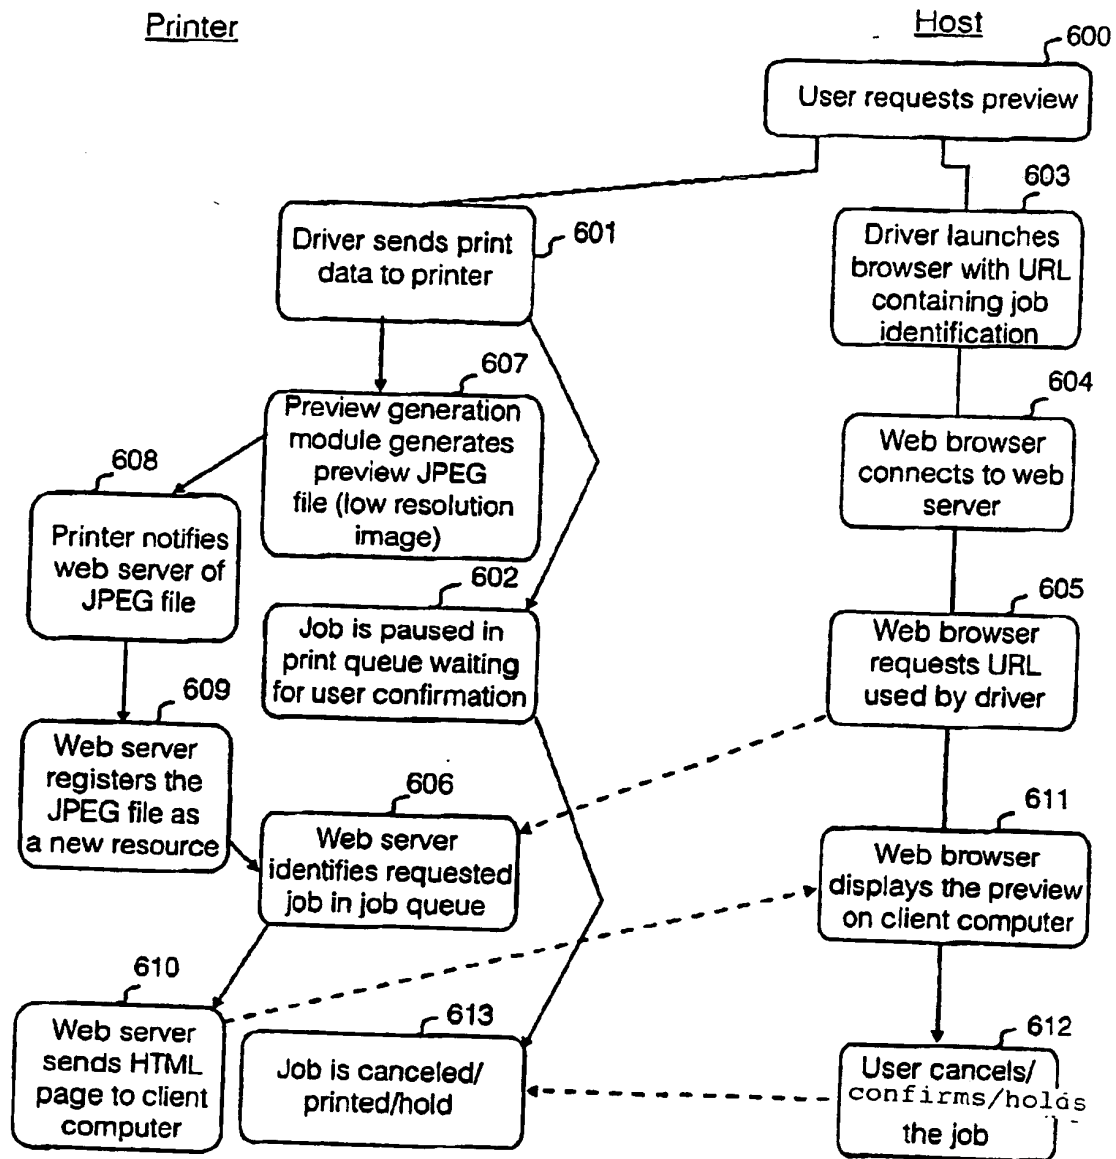 Printer
Host
600
User requests preview
603
601
Driver sends print
data to printer
Driver launches
browser with URL
containing job
identification
607
Preview generation
module generates
preview JPEG
file (low resolution
image)
604
Web browser
connects to web
server
608
Printer notifies
web server of
JPEG file
602
Job is paused in
print queue waiting
for user confirmation
605
Web browser
requests URL
used by driver
609
Web server
registers the
JPEG file as
a new resource
606
Web server
identifies requested
job in job queue
611
Web browser
displays the preview
on client computer
610
Web server
sends HTML
page to client
computer
613
Job is canceled/
printed/hold
612
User cancels/
confirms/holds
the job